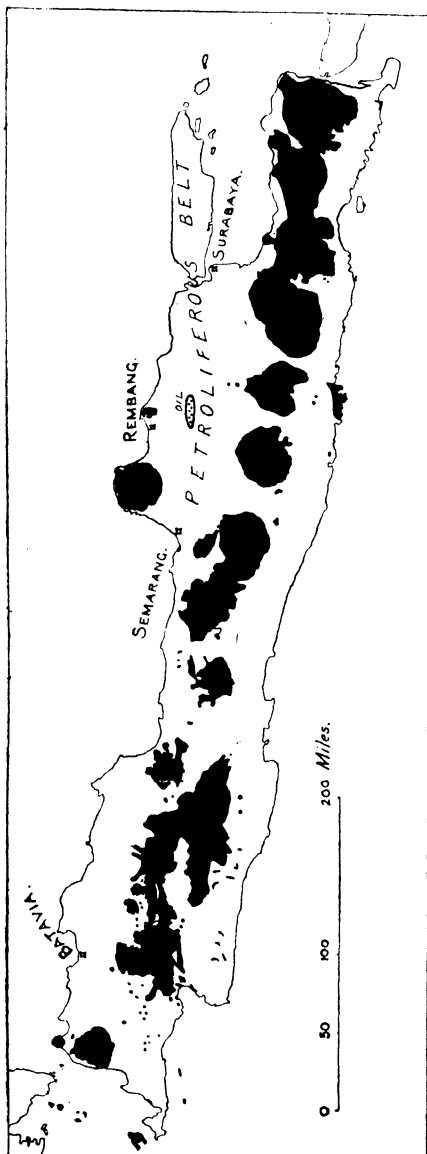 BATAVIA.
SEMARANG.
REMBANG.
OIL
PETROLIFEROUS BELT
SURABAYA.
0 50 100 200 Miles.